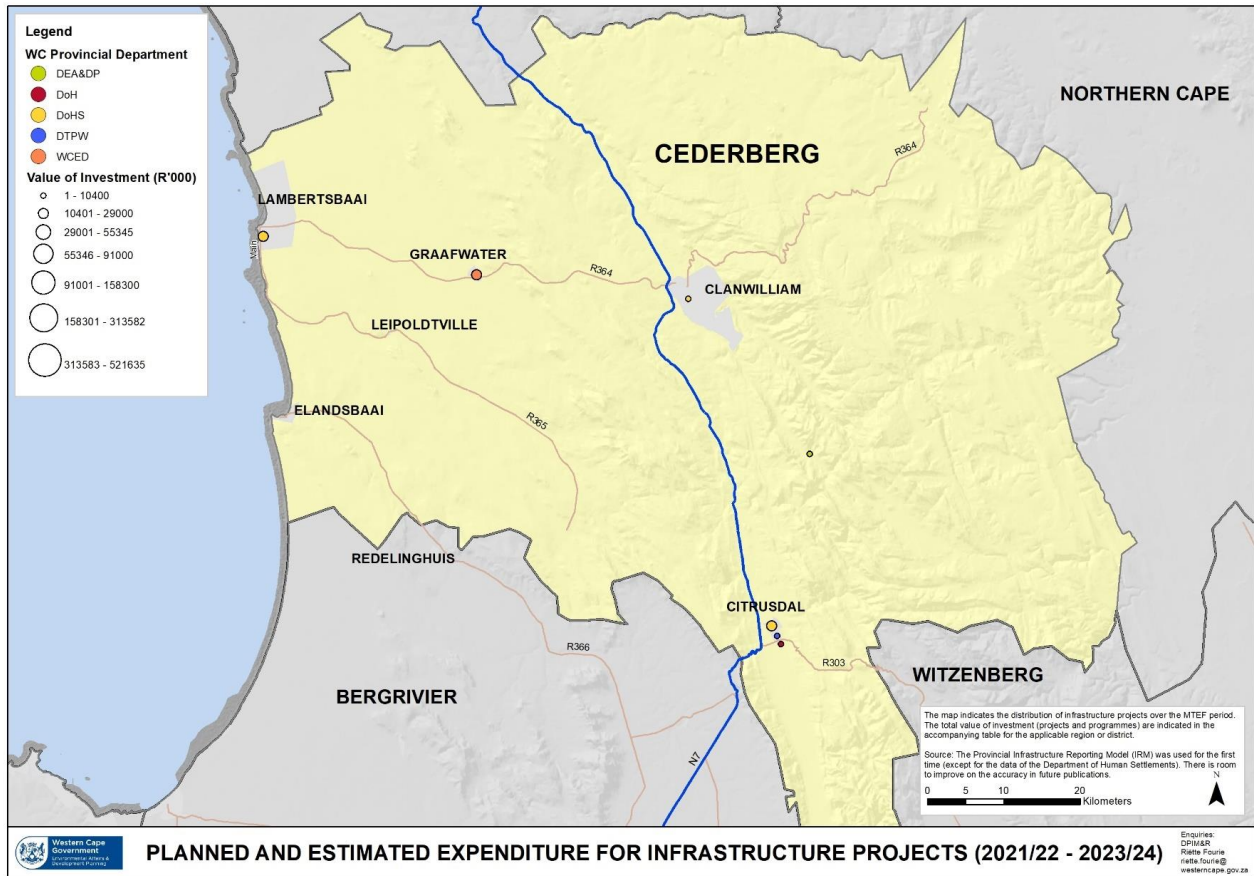 Legend
WC Provincial Department
DEA&DP
DoH
DoHS
DTPW
WCED
Value of Investment (R'000)
1 - 10400
10401 - 29000
29001 - 55345
55346 - 91000
91001 - 158300
158301 - 313582
313583 - 521635
NORTHERN CAPE
CEDERBERG
R364
LAMBERTSBAAI
Main
GRAAFWATER
R364
CLANWILLIAM
LEIPOLDTVILLE
ELANDSBAAI
R365
REDELINGHUIS
CITRUSDAL
R366
R303
WITZENBERG
BERGRIVIER
N7
The map indicates the distribution of infrastructure projects over the MTEF period.
The total value of investment (projects and programmes) are indicated in the
accompanying table for the applicable region or district.
Source: The Provincial Infrastructure Reporting Model (IRM) was used for the first
time (except for the data of the Department of Human Settlements). There is room
to improve on the accuracy in future publications.
N
0 5 10 20
Kilometers
Western Cape
Government
Environmental Affairs &
Development Planning
PLANNED AND ESTIMATED EXPENDITURE FOR INFRASTRUCTURE PROJECTS (2021/22 - 2023/24)
Enquiries:
DPIM&R
Riëtte Fourie
riette.fourie@
westerncape.gov.za